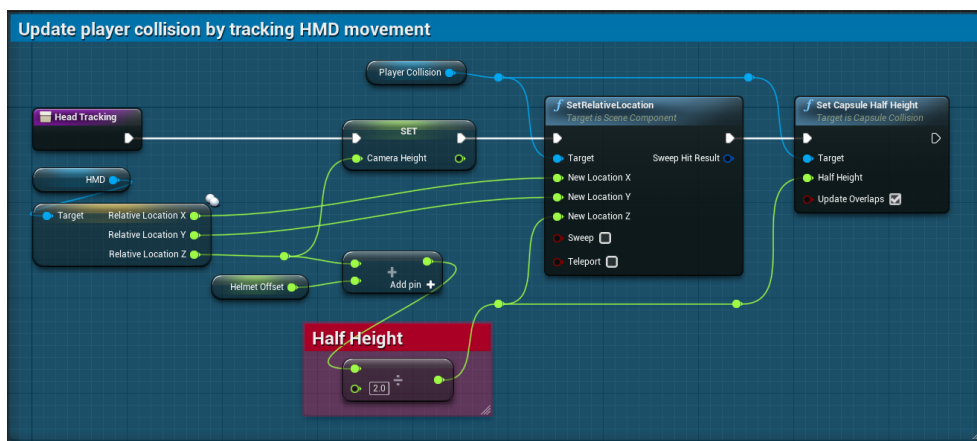 Update player collision by tracking HMD movement
Player Collision
Head Tracking
SET
Camera Height
f SetRelativeLocation
Target is Scene Component
Target
Sweep Hit Result
New Location X
New Location Y
New Location Z
Sweep
Teleport
f Set Capsule Half Height
Target is Capsule Collision
Target
Half Height
Update Overlaps
HMD
Target
Relative Location X
Relative Location Y
Relative Location Z
Helmet Offset
+
Add pin +
Half Height
2.0 ÷